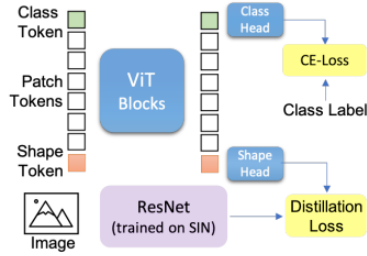 Class
Token
Patch
Tokens
Shape
Token
Image
ViT
Blocks
ResNet
(trained on SIN)
Class
Head
CE-Loss
Class Label
Shape
Head
Distillation
Loss